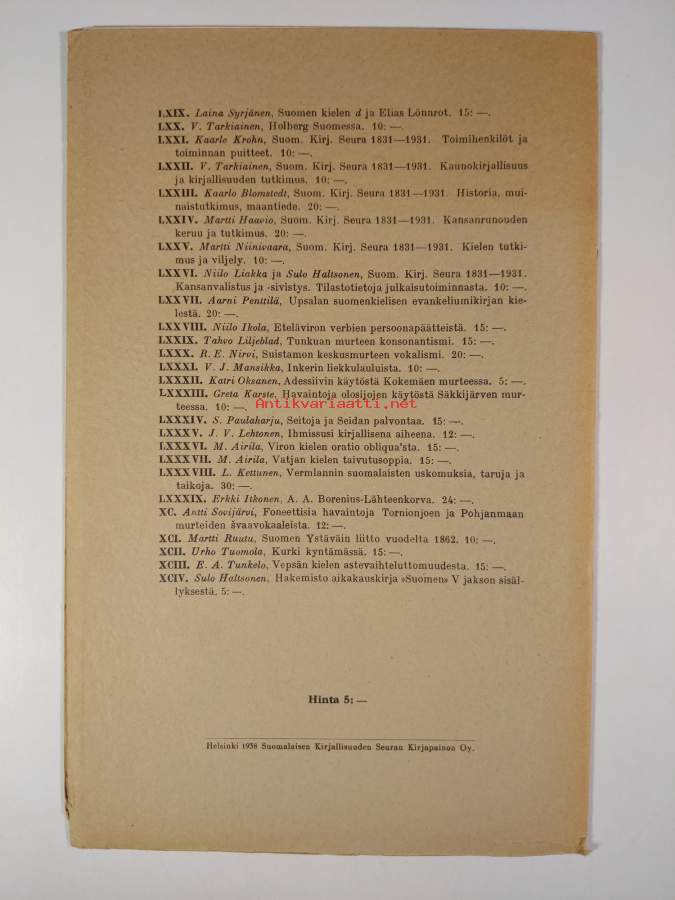 LXIX. Laina Syrjänen, Suomen kielen d ja Elias Lönnrot. 15: —.
LXX. V. Tarkiainen, Holberg Suomessa. 10: —
LXXI. Kaarle Krohn, Suom. Kirj. Seura 1831—1931. Toimihenkilöt ja
toiminnan puitteet. 10: —.
LXXII. V. Tarkiainen, Suom. Kirj. Seura 1831—1931. Kaunokirjallisuus
ja kirjallisuuden tutkimus. 10: —.
LXXIII. Kaarlo Blomstedt, Suom. Kirj. Seura 1831—1931. Historia, mui-
naistutkimus, maantiede. 20: —.
LXXIV. Martti Haavio, Suom. Kirj. Seura 1831—1931. Kansanrunouden
keruu ja tutkimus. 20: —.
LXXV. Martti Niinivaara, Suom. Kirj. Seura 1831—1931. Kielen tutki-
mus ja viljely. 10: —.
LXXVI. Niilo Liakka ja Sulo Haltsonen, Suom. Kirj. Seura 1831—1931.
Kansanvalistus ja -sivistys. Tilastotietoja julkaisutoiminnasta. 10: —.
LXXVII. Aarni Penttilä, Upsalan suomenkielisen evankeliumikirjan kie-
lestä. 20: —.
LXXVIII. Niilo Ikola, Eteläviron verbien persoonapäätteistä. 15: —.
LXXIX. Tahvo Liljeblad, Tunkuan murteen konsonantismi. 15: —.
LXXX. R. E. Nirvi, Suistamon keskusmurteen vokalismi. 20: —.
LXXXI. V. J. Mansikka, Inkerin liekkulauluista. 10: —.
LXXXII. Katri Oksanen, Adessiivin käytöstä Kokemäen murteessa. 5: —.
LXXXIII. Greta Karste, Havaintoja olosijojen käytöstä Säkkijärven mur-
teessa. 10: —.
Antikvariaatti.net
LXXXIV. S. Paulaharju, Seitoja ja Seidan palvontaa. 15: —.
LXXXV. J. V. Lehtonen, Ihmissusi kirjallisena aiheena. 12: —.
LXXXVI. M. Airila, Viron kielen oratio obliqua'sta. 15: —.
LXXXVII. M. Airila, Vatjan kielen taivutusoppia. 15: —.
LXXXVIII. L. Kettunen, Vermlannin suomalaisten uskomuksia, taruja ja
taikoja. 30: —.
LXXXIX. Erkki Itkonen, A. A. Borenius-Lähteenkorva. 24: —.
XC. Antti Sovijärvi, Foneettisia havaintoja Tornionjoen ja Pohjanmaan
murteiden švaavokaaleista. 12: —.
XCI. Martti Ruutu, Suomen Ystäväin liitto vuodelta 1862. 10: —.
XCII. Urho Tuomola, Kurki kyntämässä. 15: —.
XCIII. E. A. Tunkelo, Vepsän kielen astevaihteluttomuudesta. 15: —.
XCIV. Sulo Haltsonen, Hakemisto aikakauskirja »Suomen» V jakson sisäl-
lyksestä. 5: —.
Hinta 5: —
Helsinki 1938 Suomalaisen Kirjallisuuden Seuran Kirjapainon Oy.